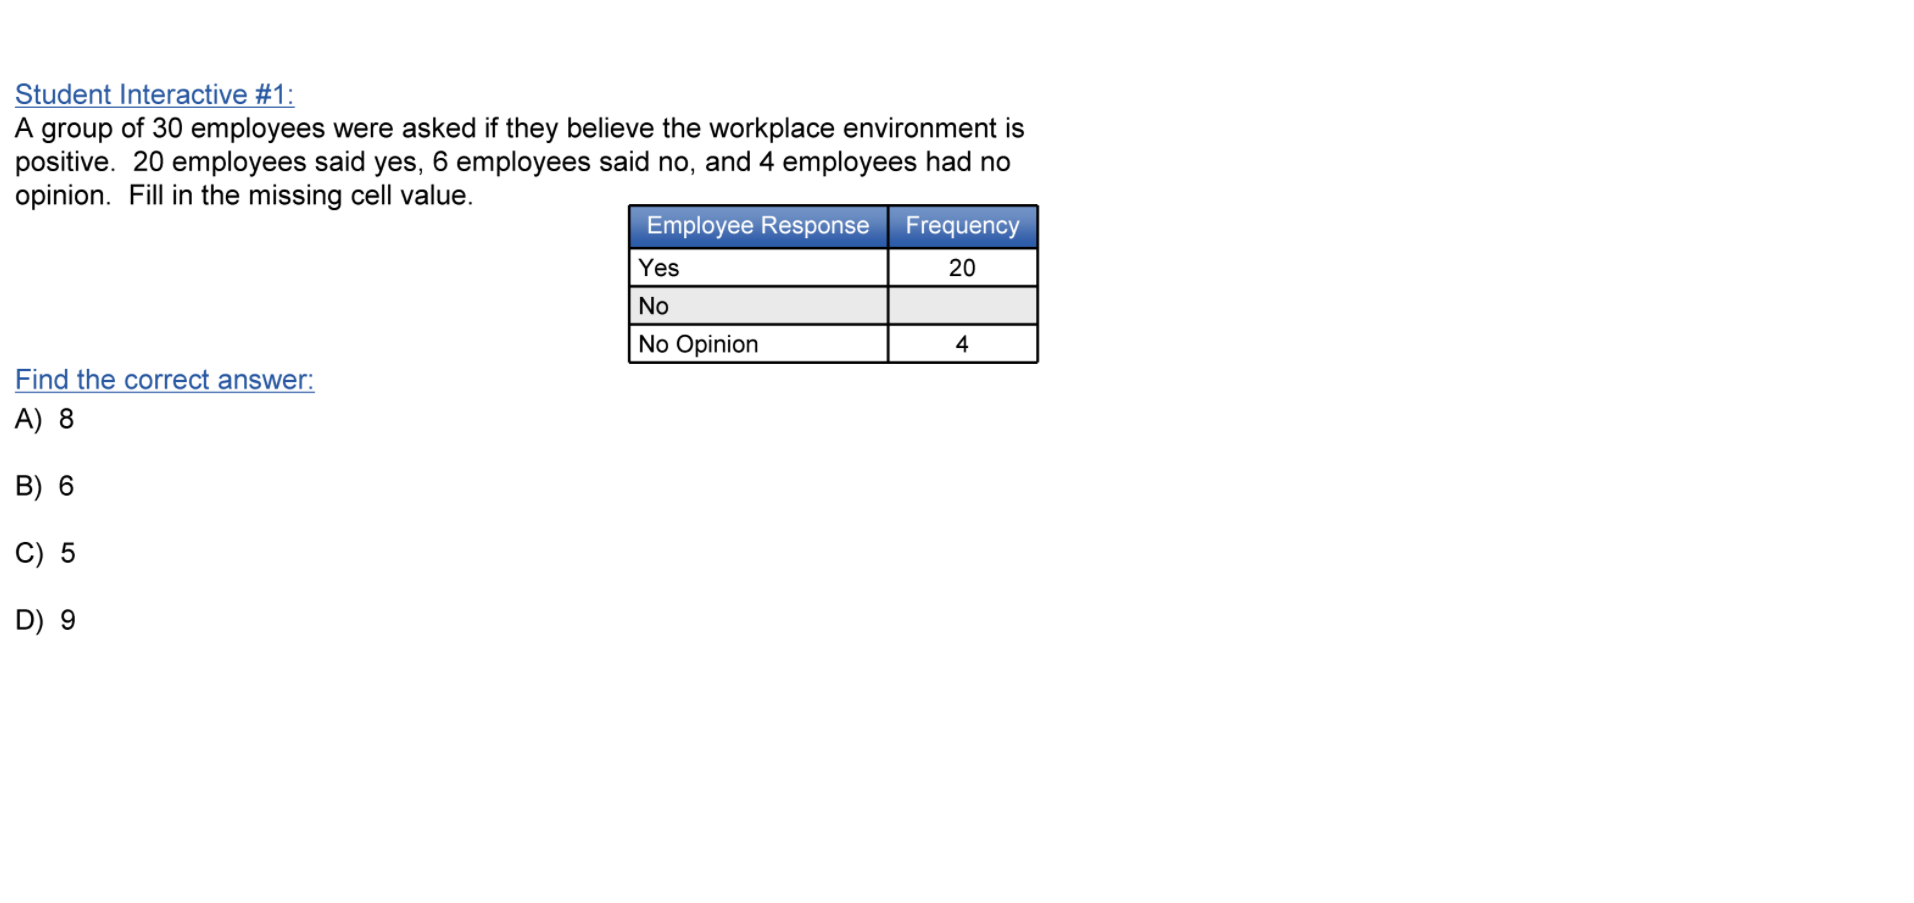 Student Interactive #1:
A group of 30 employees were asked if they believe the workplace environment is
positive.  20 employees said yes, 6 employees said no, and 4 employees had no
opinion.  Fill in the missing cell value.
Employee Response Frequency
Yes 20
No
No Opinion 4
Find the correct answer:
A)  8
B)  6
C)  5
D)  9